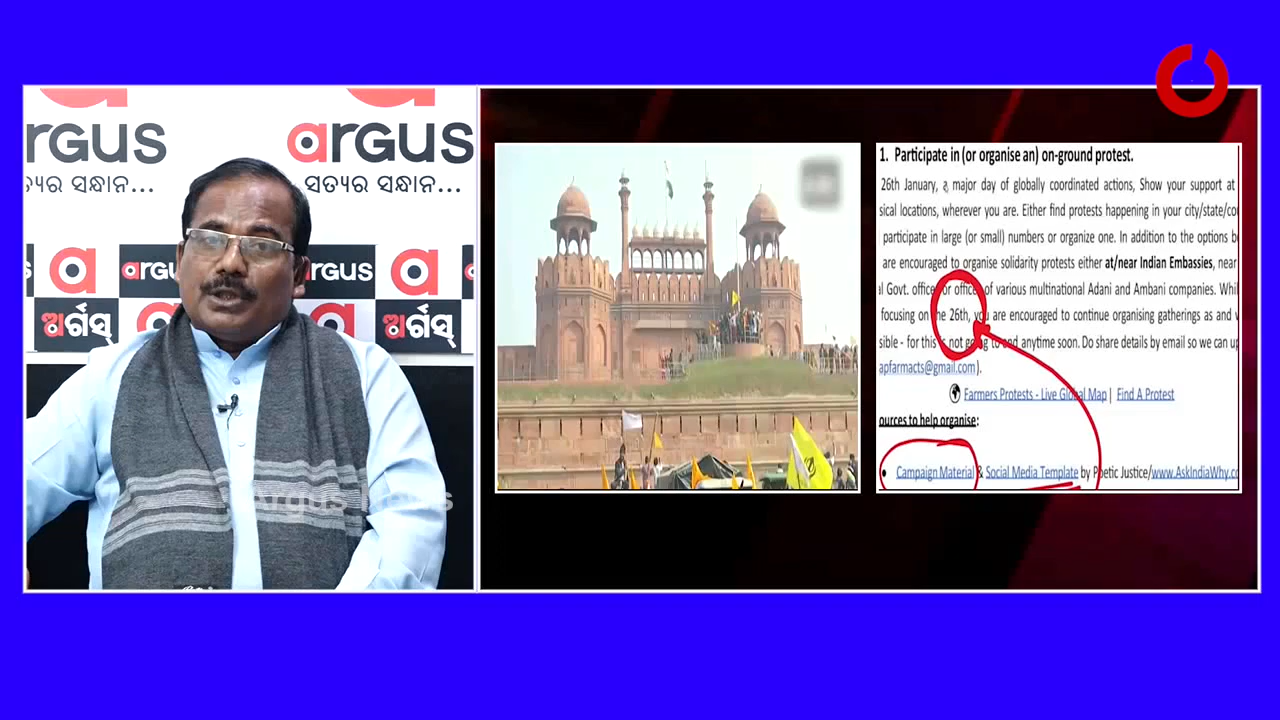 argus
ସତ୍ୟର ସନ୍ଧାନ...
argus
ଅର୍ଗସ୍
argus
ଅର୍ଗସ୍
Argus News
1. Participate in (or organise an) on-ground protest.
26th January, a major day of globally coordinated actions, Show your support at
sical locations, wherever you are. Either find protests happening in your city/state/cou
participate in large (or small) numbers or organize one. In addition to the options be
are encouraged to organise solidarity protests either at/near Indian Embassies, near
al Govt. offices or offices of various multinational Adani and Ambani companies. Whil
focusing on the 26th, you are encouraged to continue organising gatherings as and w
sible - for this is not going to end anytime soon. Do share details by email so we can up
apfarmacts@gmail.com).
Farmers Protests - Live Global Map | Find A Protest
ources to help organise:
• Campaign Material & Social Media Template by Poetic Justice/www.AskIndiaWhy.co